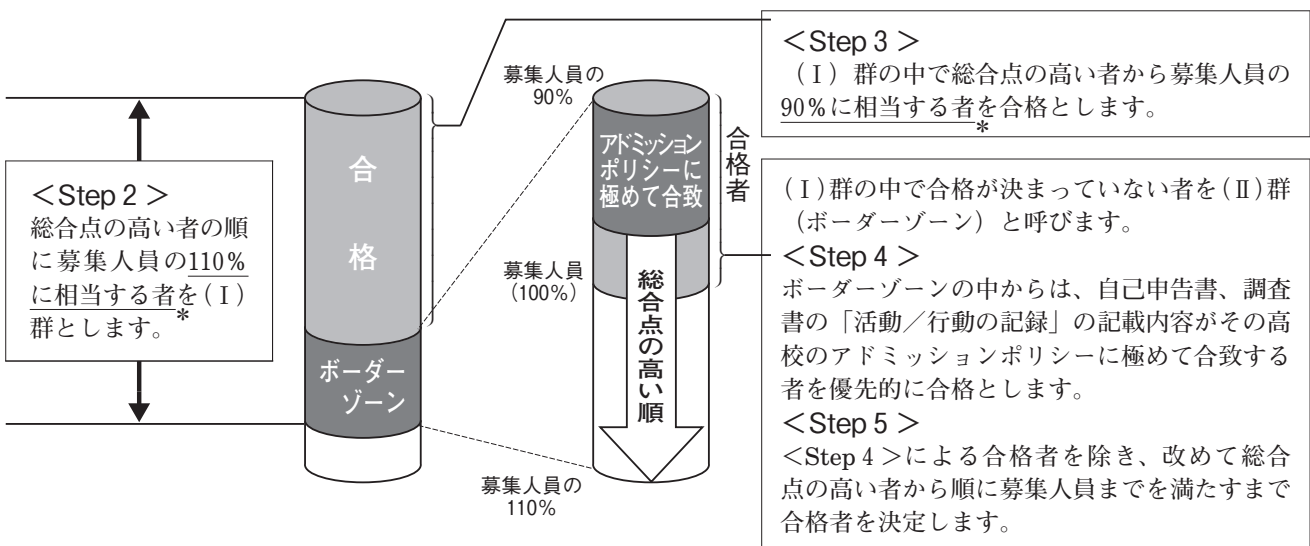 ＜Step 2＞
総合点の高い者の順
に募集人員の110%
に相当する者を(Ⅰ)
群とします。*
合
格
ボーダー
ゾーン
募集人員の
90%
募集人員
(100%)
募集人員の
110%
アドミッション
ポリシーに
極めて合致
総合点の高い順
合格者
＜Step 3＞
(Ⅰ)群の中で総合点の高い者から募集人員の
90%に相当する者を合格とします。
*
(Ⅰ)群の中で合格が決まっていない者を(Ⅱ)群
(ボーダーゾーン)と呼びます。
＜Step 4＞
ボーダーゾーンの中からは、自己申告書、調査
書の「活動／行動の記録」の記載内容がその高
校のアドミッションポリシーに極めて合致する
者を優先的に合格とします。
＜Step 5＞
＜Step 4＞による合格者を除き、改めて総合
点の高い者から順に募集人員までを満たすまで
合格者を決定します。